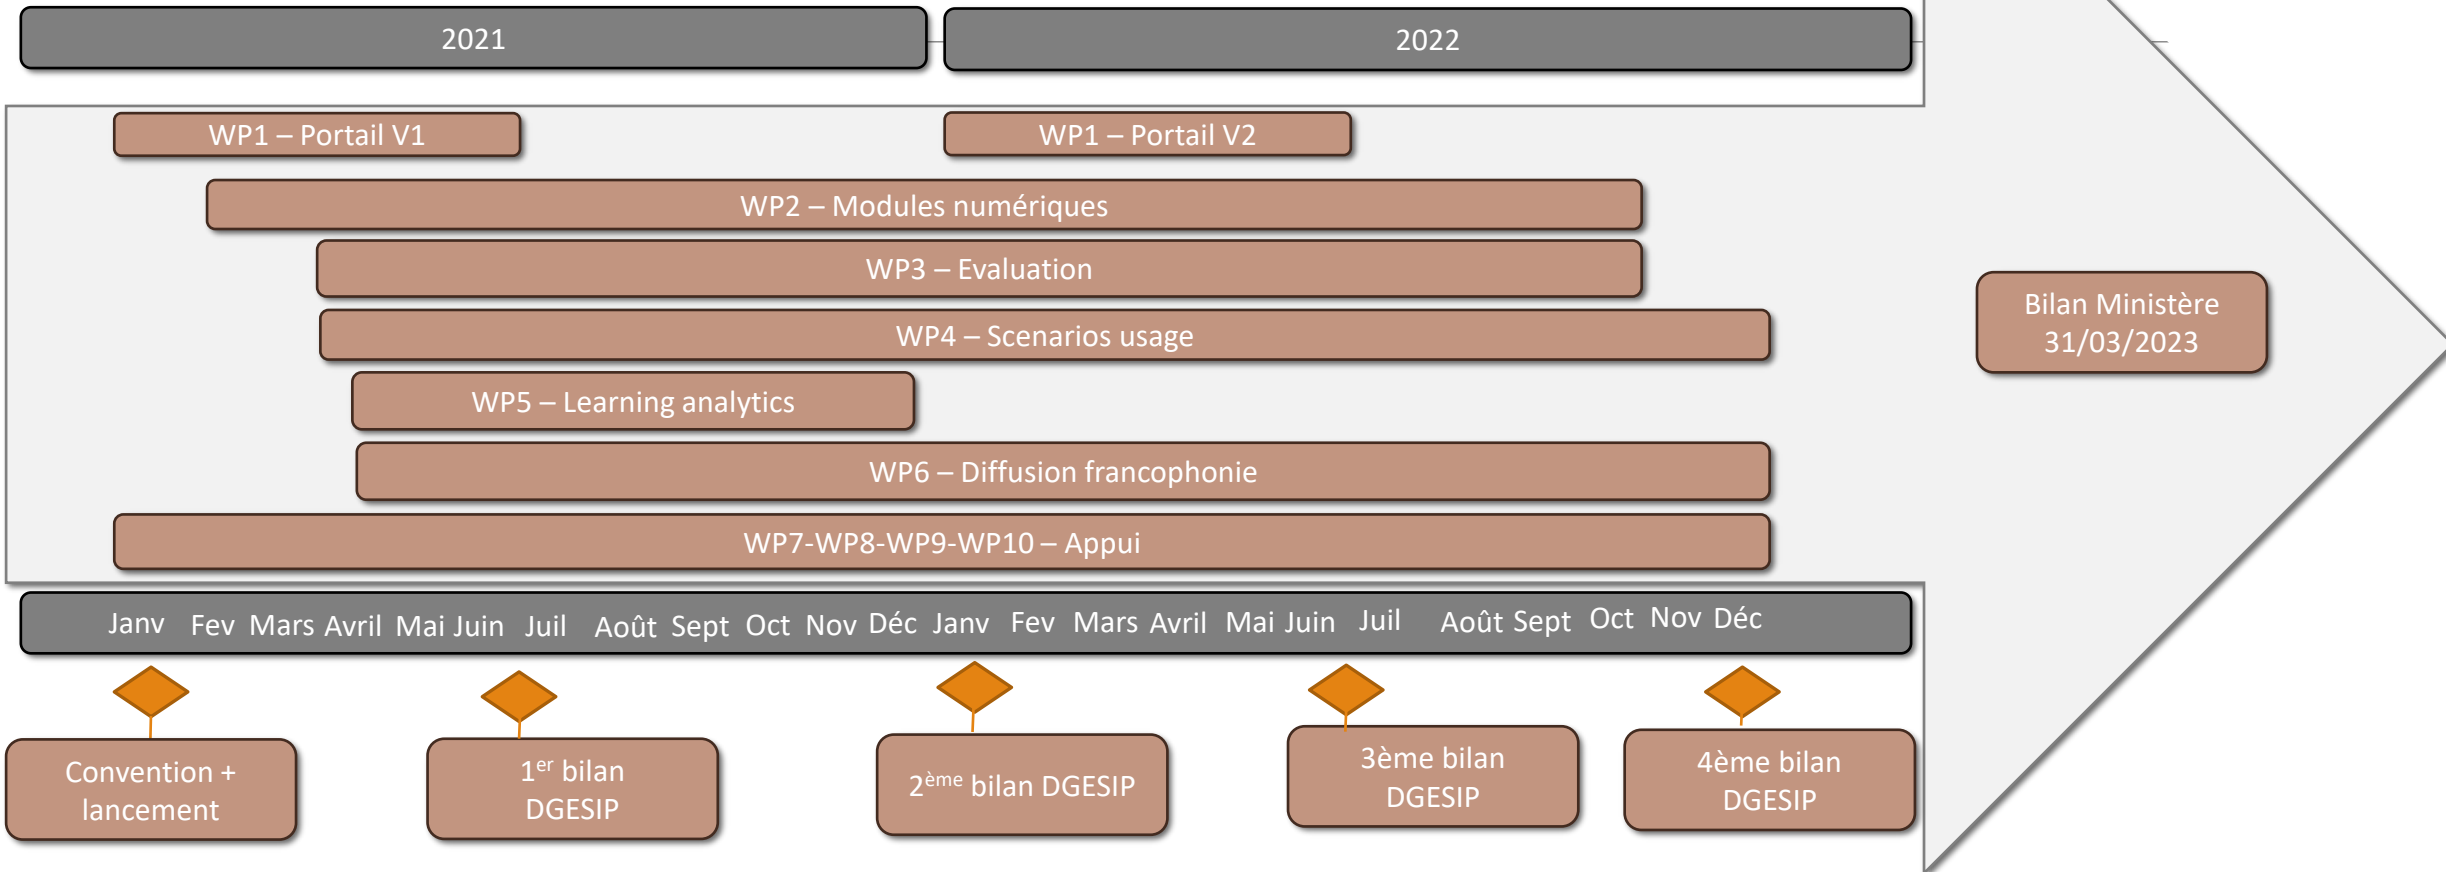 2021
2022
WP1 – Portail V1
WP1 – Portail V2
WP2 – Modules numériques
WP3 – Evaluation
WP4 – Scenarios usage
WP5 – Learning analytics
WP6 – Diffusion francophonie
WP7-WP8-WP9-WP10 – Appui
Bilan Ministère
31/03/2023
Janv Fev Mars Avril Mai Juin Juil Août Sept Oct Nov Déc Janv Fev Mars Avril Mai Juin Juil Août Sept Oct Nov Déc
Convention +
lancement
1er bilan
DGESIP
2ème bilan DGESIP
3ème bilan
DGESIP
4ème bilan
DGESIP